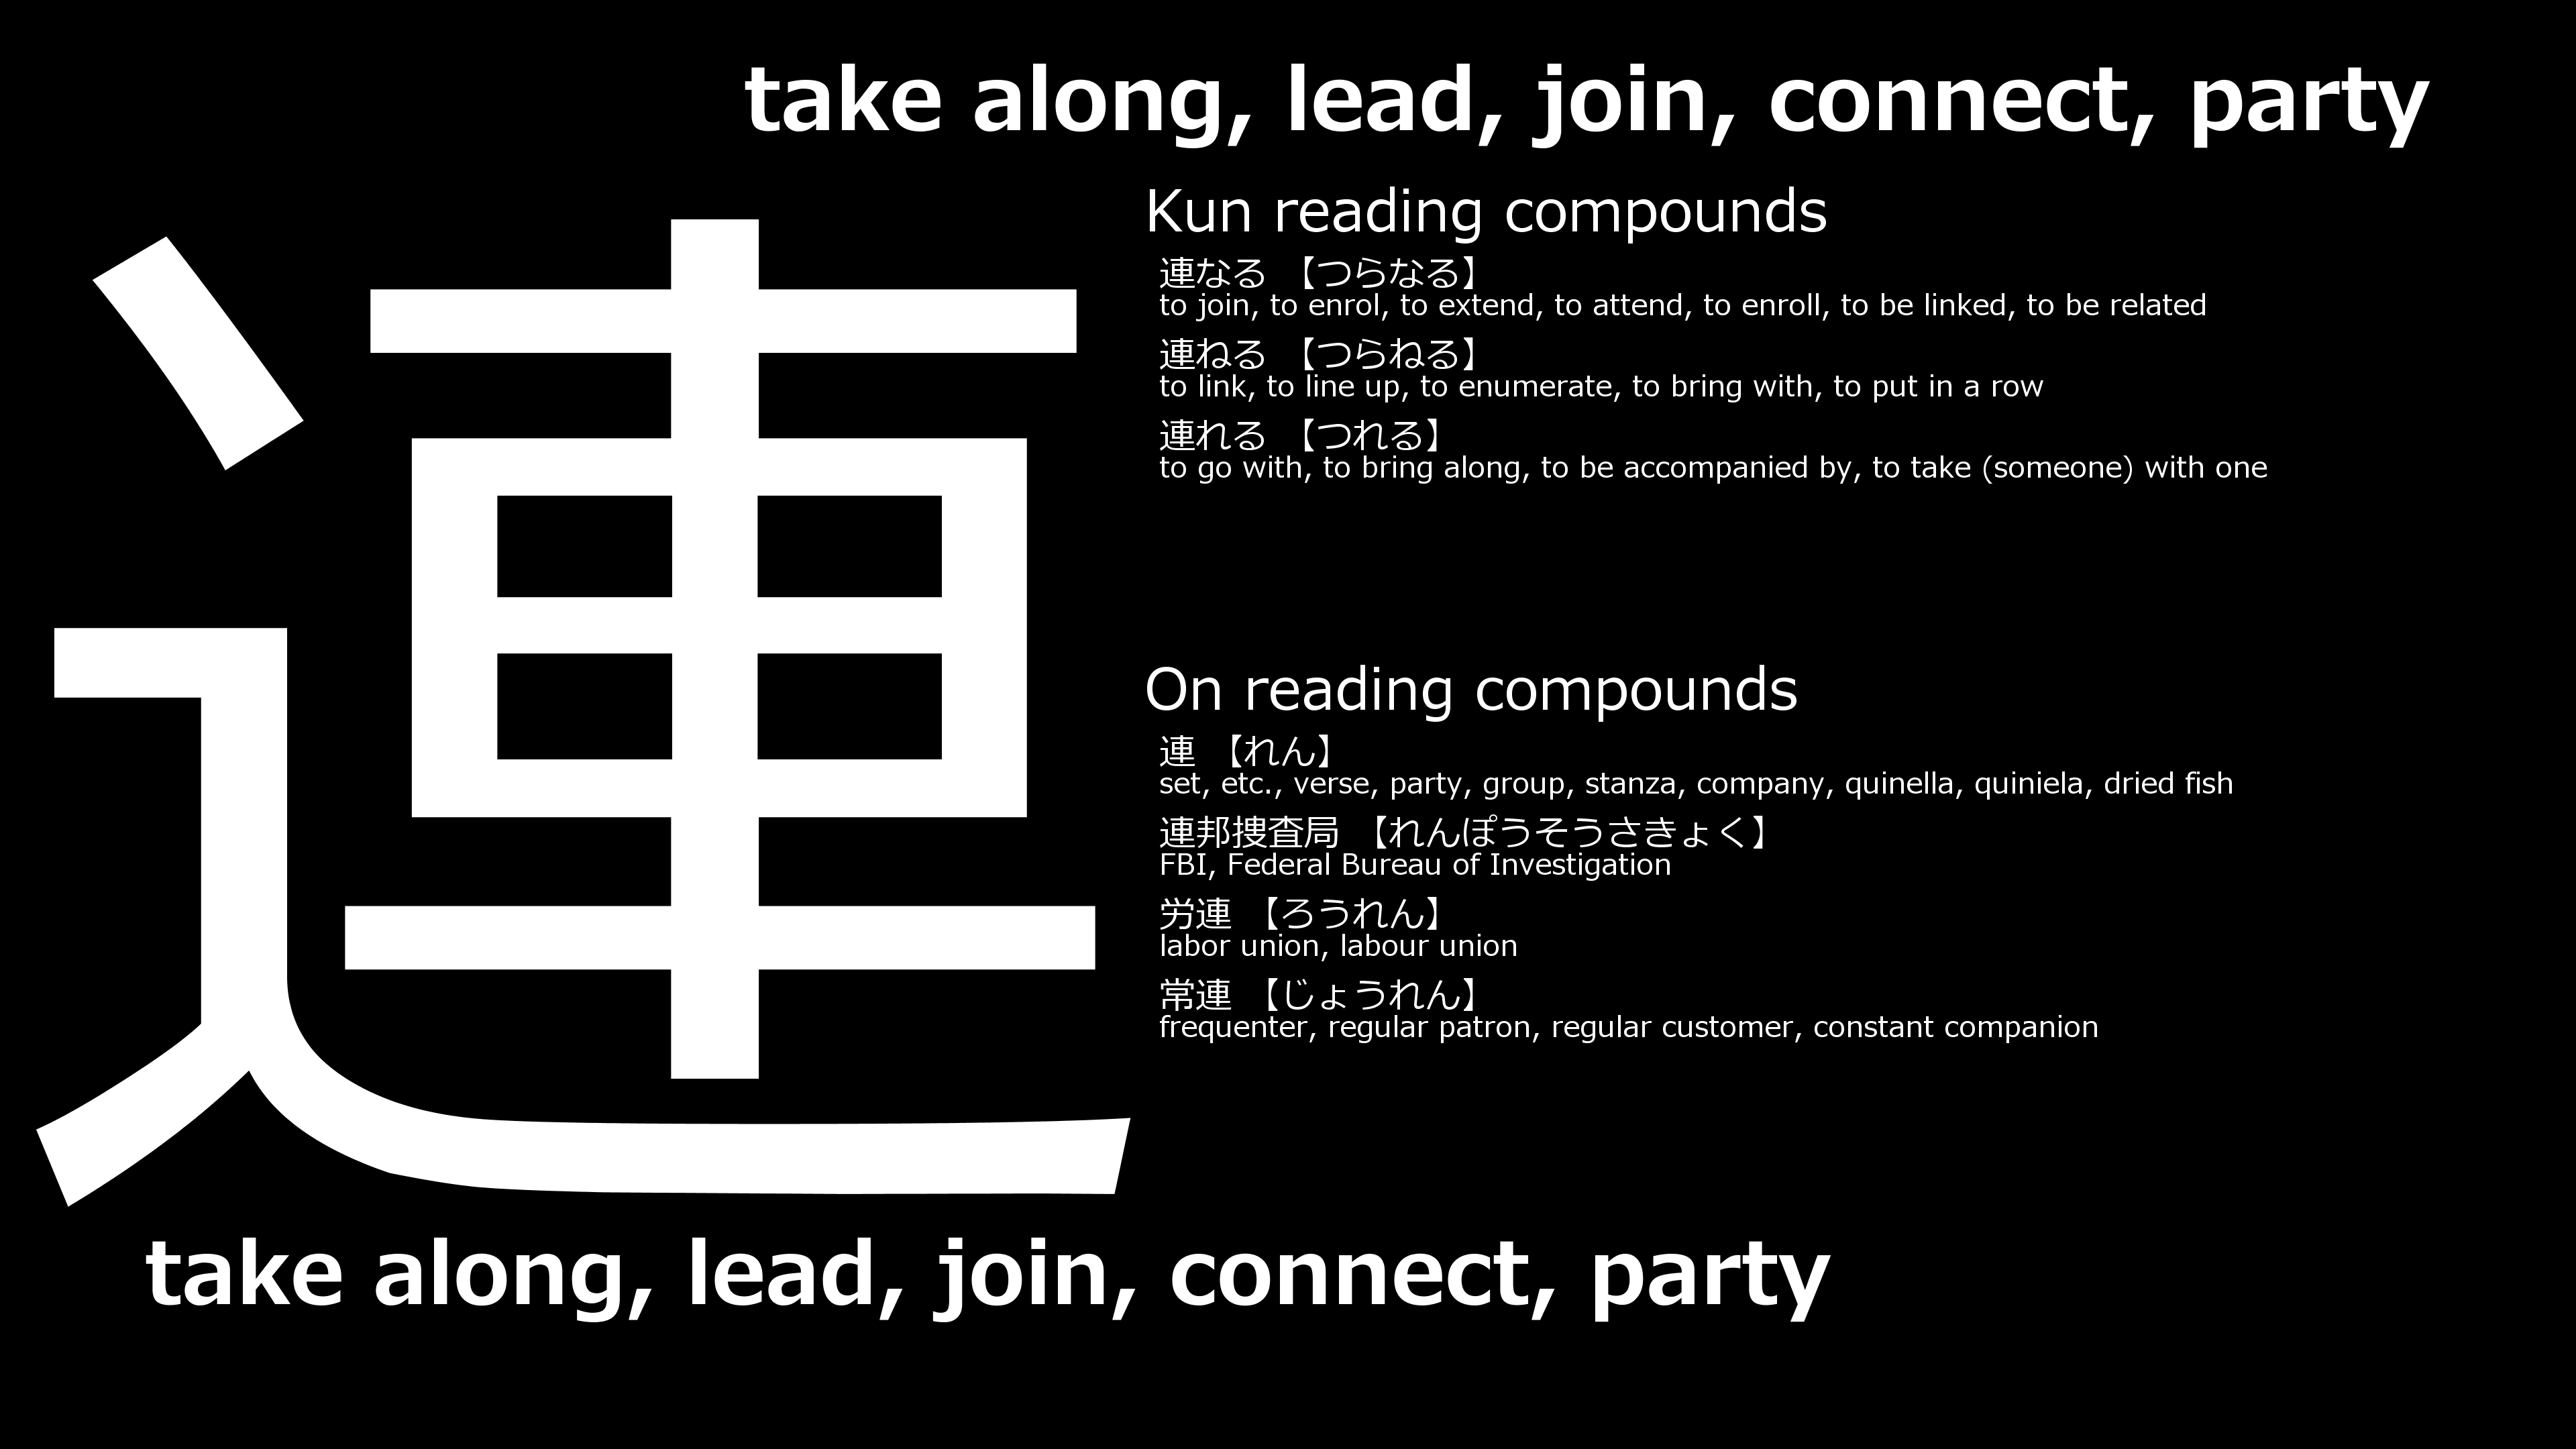 take along, lead, join, connect, party
連
Kun reading compounds
連なる 【つらなる】
to join, to enrol, to extend, to attend, to enroll, to be linked, to be related
連ねる 【つらねる】
to link, to line up, to enumerate, to bring with, to put in a row
連れる 【つれる】
to go with, to bring along, to be accompanied by, to take (someone) with one
On reading compounds
連 【れん】
set, etc., verse, party, group, stanza, company, quinella, quiniela, dried fish
連邦捜査局 【れんぽうそうさきょく】
FBI, Federal Bureau of Investigation
労連 【ろうれん】
labor union, labour union
常連 【じょうれん】
frequenter, regular patron, regular customer, constant companion
take along, lead, join, connect, party